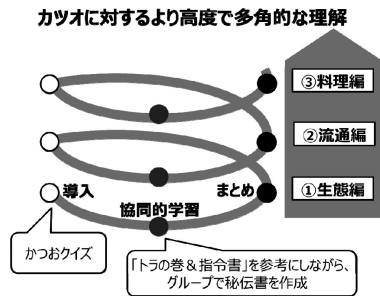 カツオに対するより高度で多角的な理解
③料理編
②流通編
①生態編
導入
まとめ
協同的学習
かつおクイズ
「トラの巻&指令書」を参考にしながら、
グループで秘伝書を作成